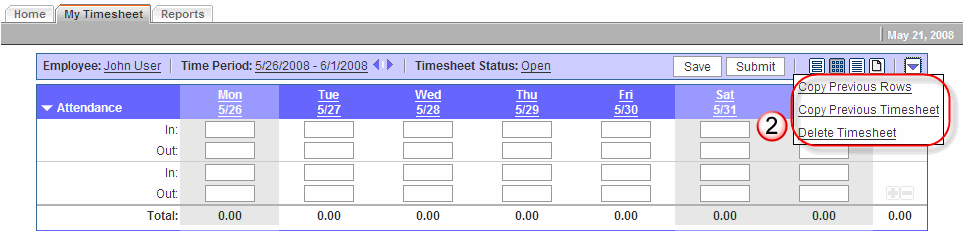 Home My Timesheet Reports
May 21, 2008
Employee: John User Time Period: 5/26/2008 - 6/1/2008 Timesheet Status: Open Save Submit
Copy Previous Rows
Copy Previous Timesheet
Delete Timesheet
2
Attendance Mon 5/26 Tue 5/27 Wed 5/28 Thu 5/29 Fri 5/30 Sat 5/31
In:
Out:
In:
Out:
Total: 0.00 0.00 0.00 0.00 0.00 0.00 0.00 0.00